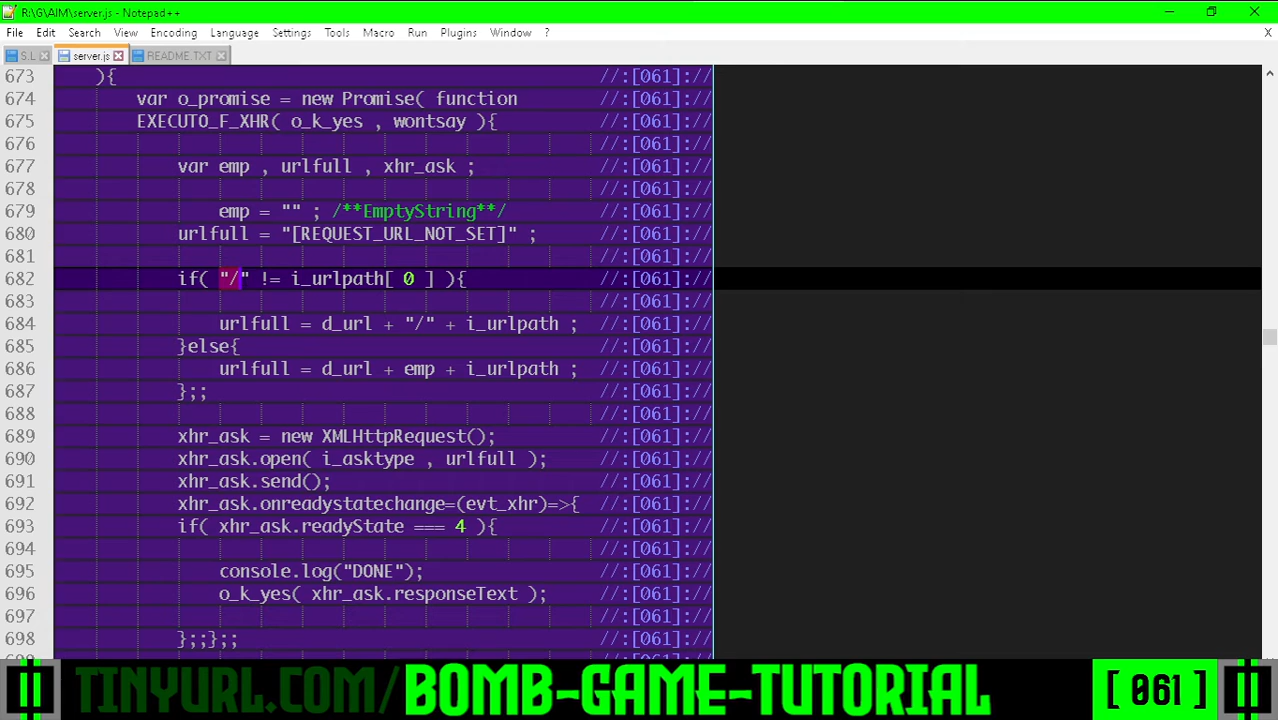 R:\G\AIM\server.js - Notepad++
File Edit Search View Encoding Language Settings Tools Macro Run Plugins Window ? X
S.L server.js README.TXT
673 ){ //:[061]://
674 var o_promise = new Promise( function //:[061]://
675 EXECUTO_F_XHR( o_k_yes , wontsay ){ //:[061]://
676 //:[061]://
677 var emp , urlfull , xhr_ask ; //:[061]://
678 //:[061]://
679 emp = "" ; /**EmptyString**/ //:[061]://
680 urlfull = "[REQUEST_URL_NOT_SET]" ; //:[061]://
681 //:[061]://
682 if( "/" != i_urlpath[ 0 ] ){ //:[061]://
683 //:[061]://
684 urlfull = d_url + "/" + i_urlpath ; //:[061]://
685 }else{ //:[061]://
686 urlfull = d_url + emp + i_urlpath ; //:[061]://
687 };; //:[061]://
688 //:[061]://
689 xhr_ask = new XMLHttpRequest(); //:[061]://
690 xhr_ask.open( i_asktype , urlfull ); //:[061]://
691 xhr_ask.send(); //:[061]://
692 xhr_ask.onreadystatechange=(evt_xhr)=>{ //:[061]://
693 if( xhr_ask.readyState === 4 ){ //:[061]://
694 //:[061]://
695 console.log("DONE"); //:[061]://
696 o_k_yes( xhr_ask.responseText ); //:[061]://
697 //:[061]://
698 };;};; //:[061]://
TINYURL.COM/BOMB-GAME-TUTORIAL [ 061 ]